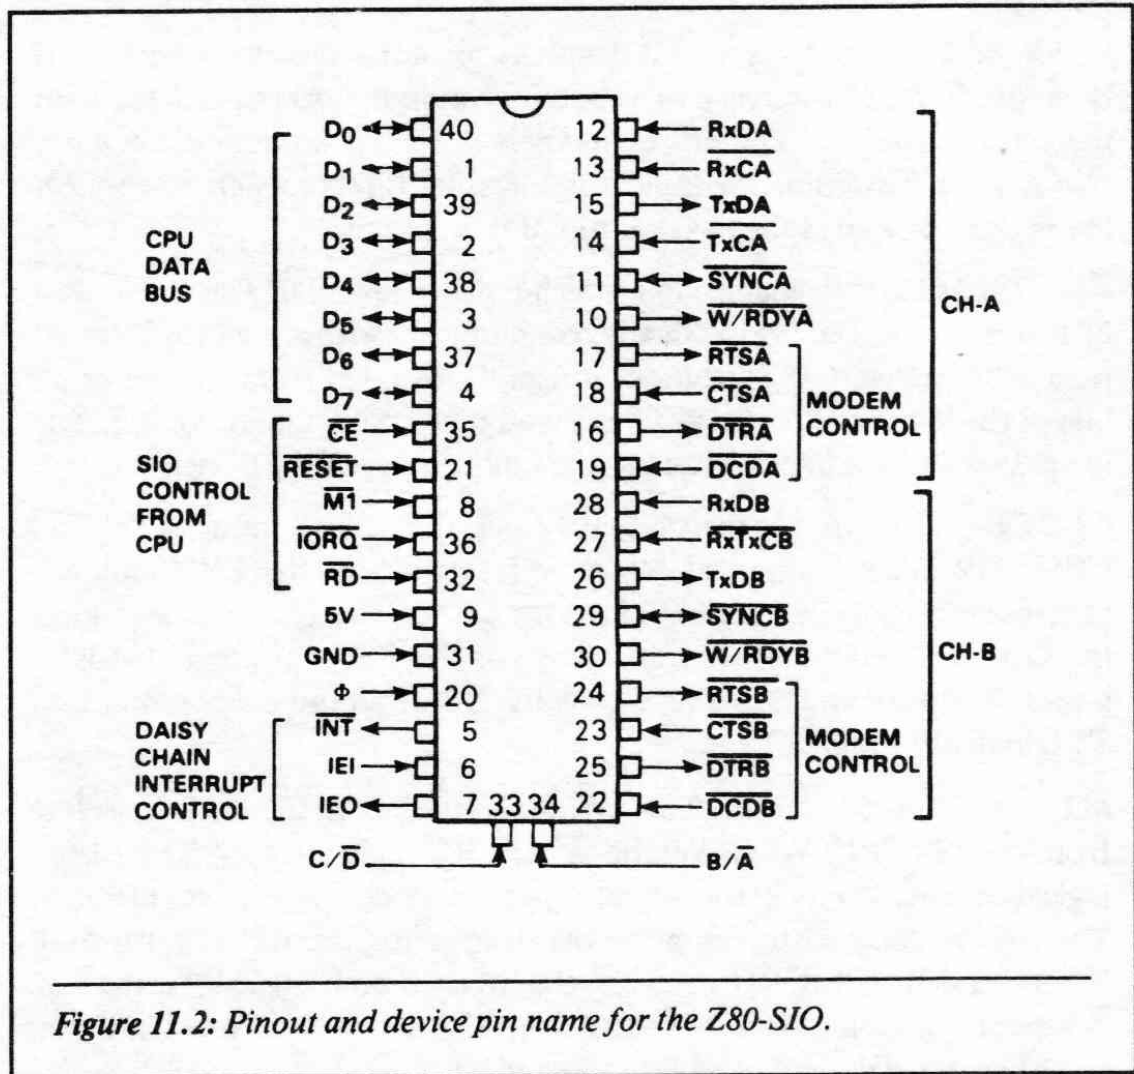 D0 40 12 RxDA
D1 1 13 RxCA
D2 39 15 TxDA
CPU
DATA
BUS
D3 2 14 TxCA
D4 38 11 SYNCA
D5 3 10 W/RDYA
CH-A
D6 37 17 RTSA
D7 4 18 CTSA
MODEM
CONTROL
CE 35 16 DTRA
SIO
CONTROL
FROM
CPU
RESET 21 19 DCDA
M1 8 28 RxDB
IORQ 36 27 RxTxCB
RD 32 26 TxDB
5V 9 29 SYNCB
GND 31 30 W/RDYB
CH-B
Φ 20 24 RTSB
DAISY
CHAIN
INTERRUPT
CONTROL
INT 5 23 CTSB
MODEM
CONTROL
IEI 6 25 DTRB
IEO 7 33 34 22 DCDB
C/D B/A
Figure 11.2: Pinout and device pin name for the Z80-SIO.